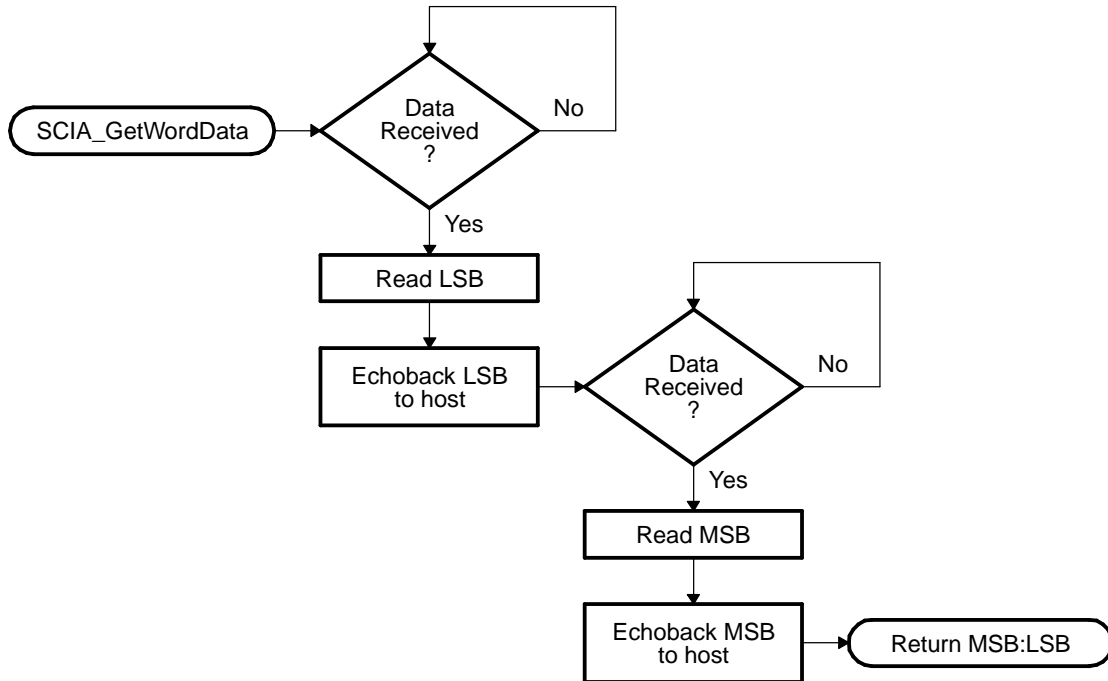 SCIA_GetWordData
Data
Received
?
No
Yes
Read LSB
Echoback LSB
to host
Data
Received
?
No
Yes
Read MSB
Echoback MSB
to host
Return MSB:LSB